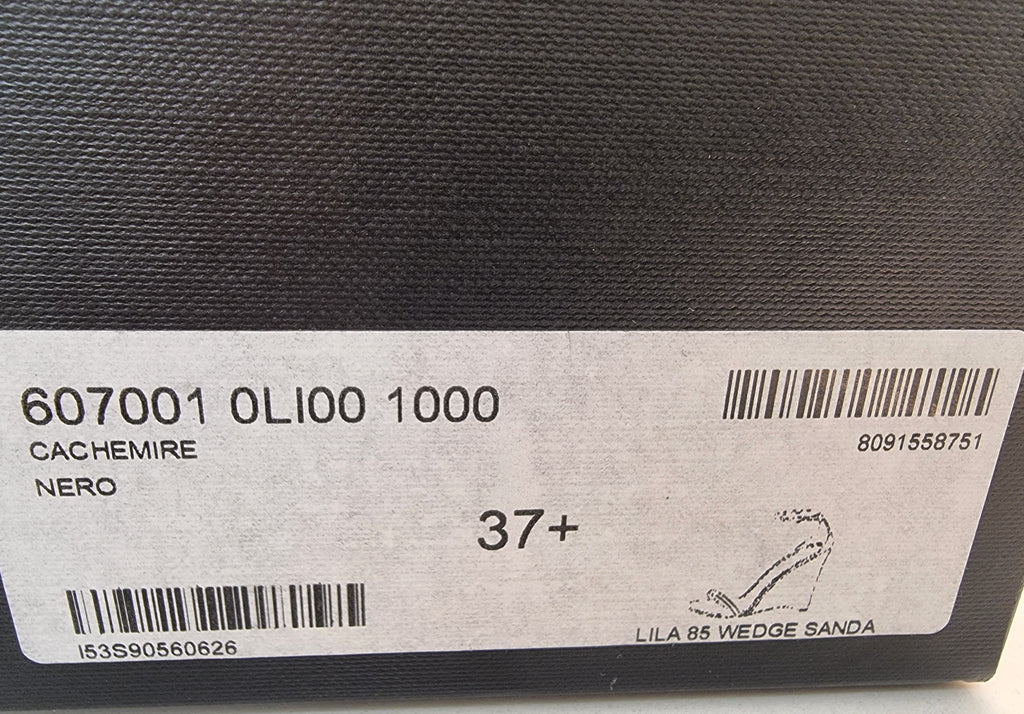 607001 0LI00 1000
CACHEMIRE
NERO
8091558751
37+
I53S90560626
LILA 85 WEDGE SANDA